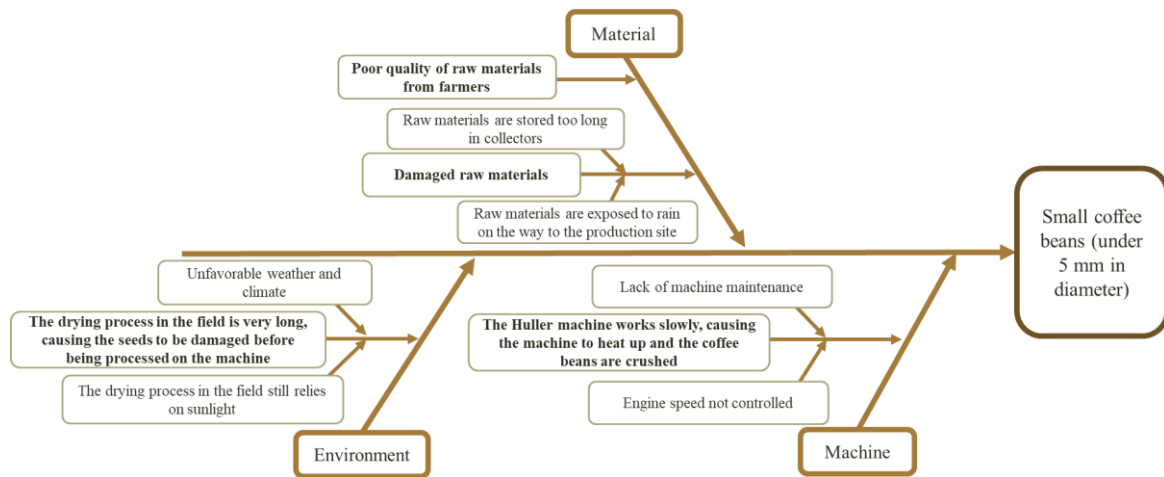 Material
Poor quality of raw materials
from farmers
Raw materials are stored too long
in collectors
Damaged raw materials
Raw materials are exposed to rain
on the way to the production site
Small coffee
beans (under
5 mm in
diameter)
Unfavorable weather and
climate
The drying process in the field is very long,
causing the seeds to be damaged before
being processed on the machine
The drying process in the field still relies
on sunlight
Environment
Lack of machine maintenance
The Huller machine works slowly, causing
the machine to heat up and the coffee
beans are crushed
Engine speed not controlled
Machine